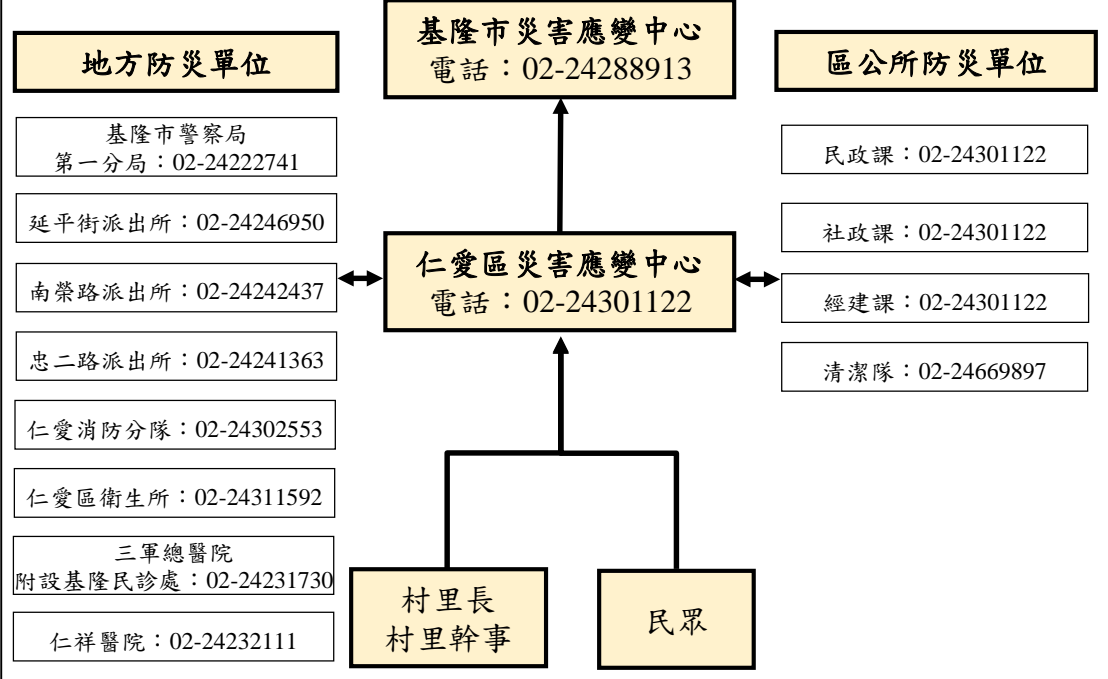 基隆市災害應變中心
電話：02-24288913
地方防災單位
基隆市警察局
第一分局：02-24222741
延平街派出所：02-24246950
南榮路派出所：02-24242437
忠二路派出所：02-24241363
仁愛消防分隊：02-24302553
仁愛區衛生所：02-24311592
三軍總醫院
附設基隆民診處：02-24231730
仁祥醫院：02-24232111
仁愛區災害應變中心
電話：02-24301122
村里長
村里幹事
民眾
區公所防災單位
民政課：02-24301122
社政課：02-24301122
經建課：02-24301122
清潔隊：02-24669897